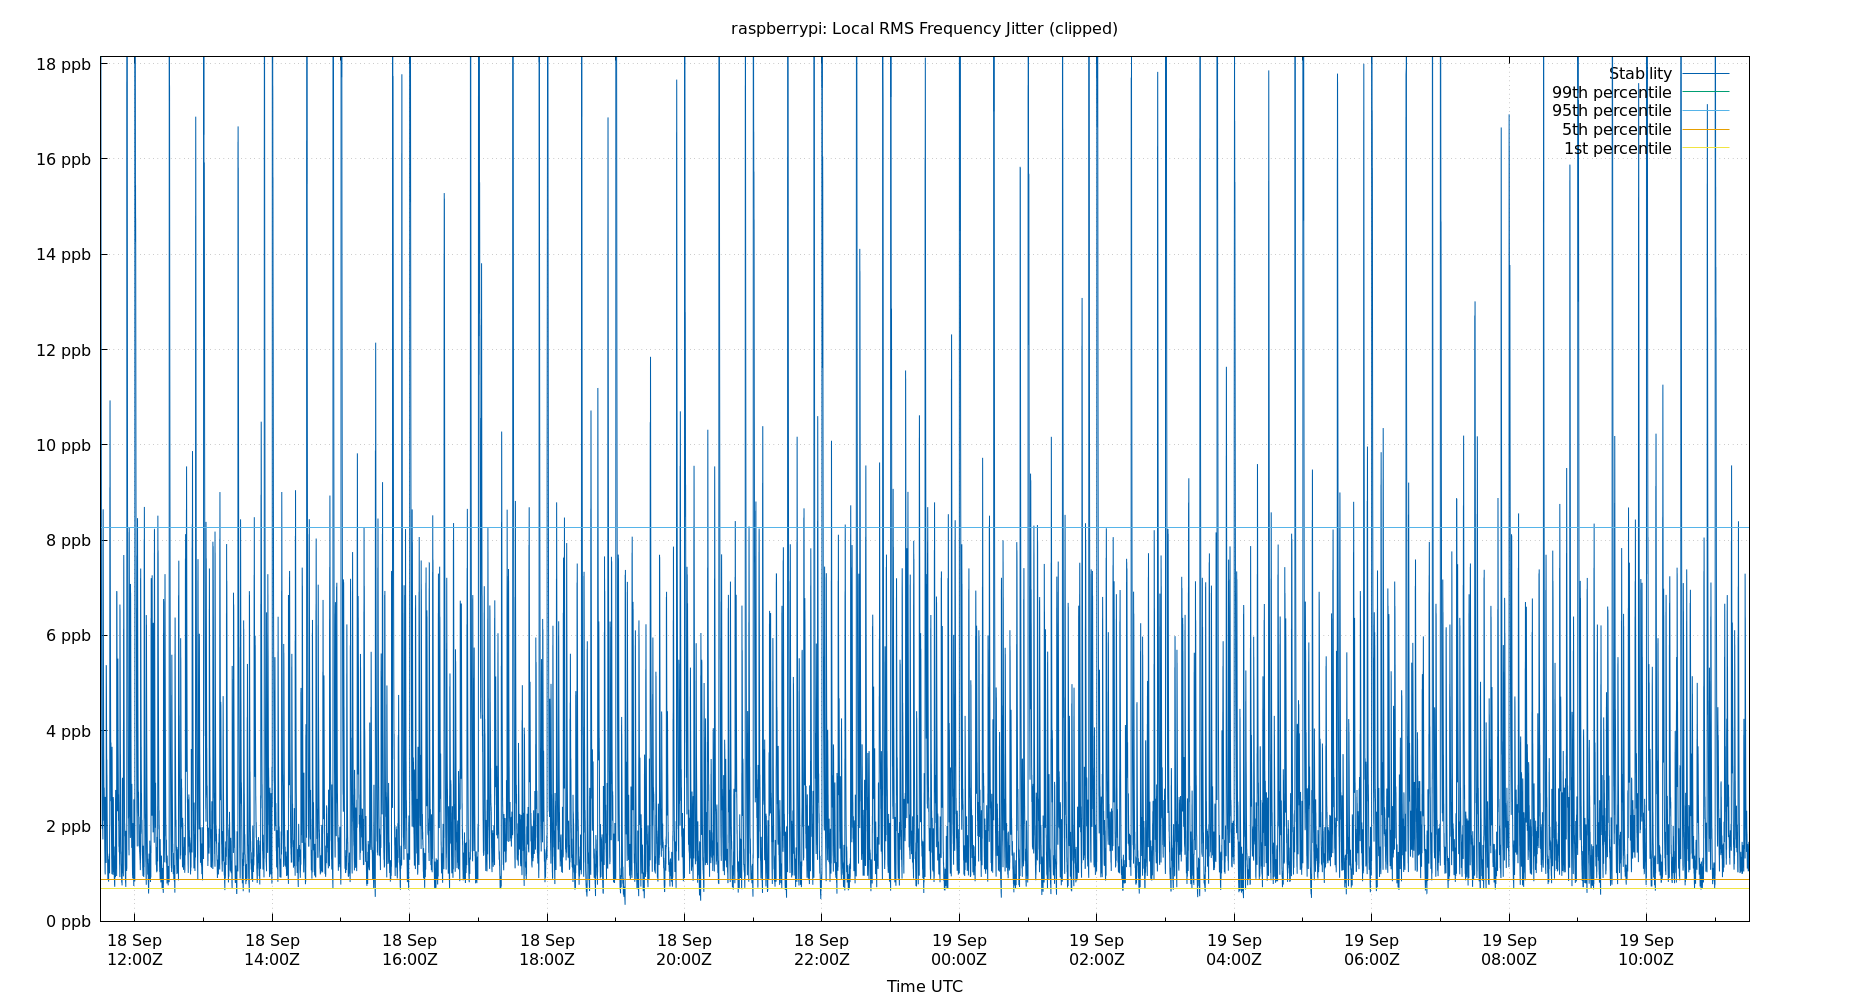 raspberrypi: Local RMS Frequency Jitter (clipped)
18 ppb
16 ppb
14 ppb
12 ppb
10 ppb
8 ppb
6 ppb
4 ppb
2 ppb
0 ppb
Stability
99th percentile
95th percentile
5th percentile
1st percentile
18 Sep 18 Sep 18 Sep 18 Sep 18 Sep 18 Sep 19 Sep 19 Sep 19 Sep 19 Sep 19 Sep 19 Sep
12:00Z 14:00Z 16:00Z 18:00Z 20:00Z 22:00Z 00:00Z 02:00Z 04:00Z 06:00Z 08:00Z 10:00Z
Time UTC